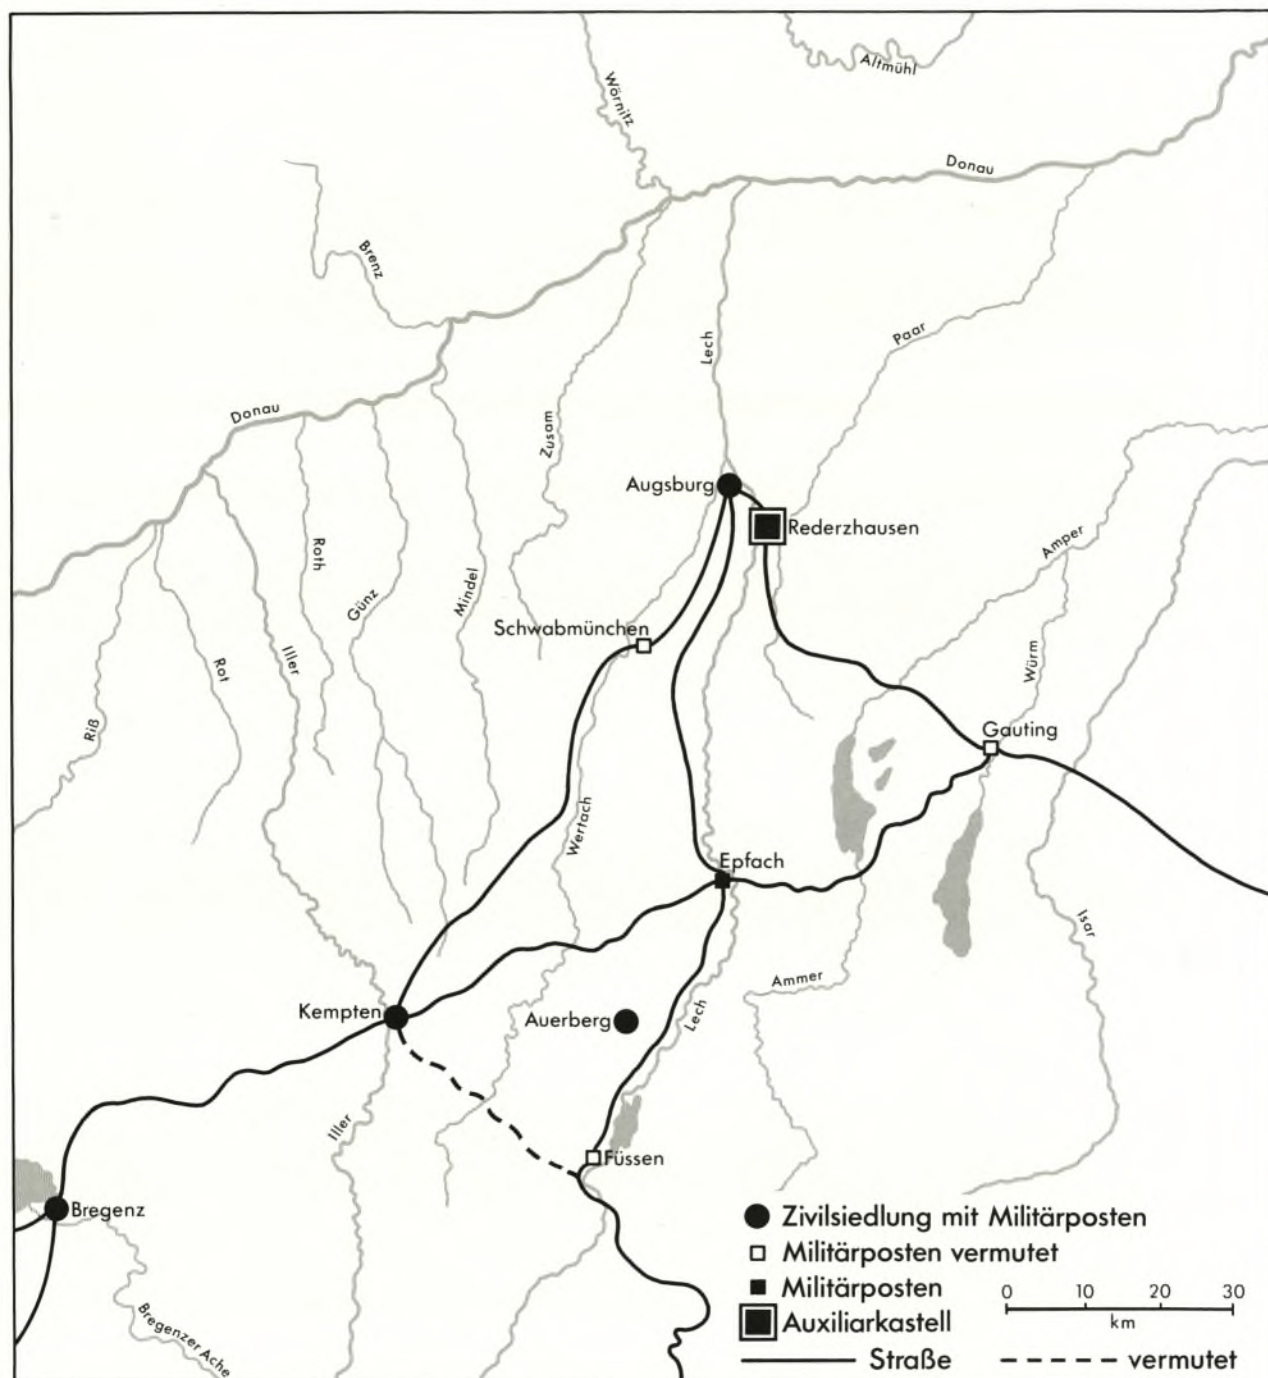 Altmühl
Wörnitz
Donau
Brenz
Paar
Lech
Donau
Zusam
Augsburg
Rederzhausen
Amper
Roth
Mindel
Günz
Schwabmünchen
Iller
Rot
Würm
Riß
Gauting
Wertach
Epfach
Isar
Ammer
Kempten
Auerberg
Lech
Iller
Füssen
Bregenz
Bregenzer Ache
Zivilsiedlung mit Militärposten
Militärposten vermutet
Militärposten
Auxiliarkastell
0 10 20 30
km
Straße
vermutet